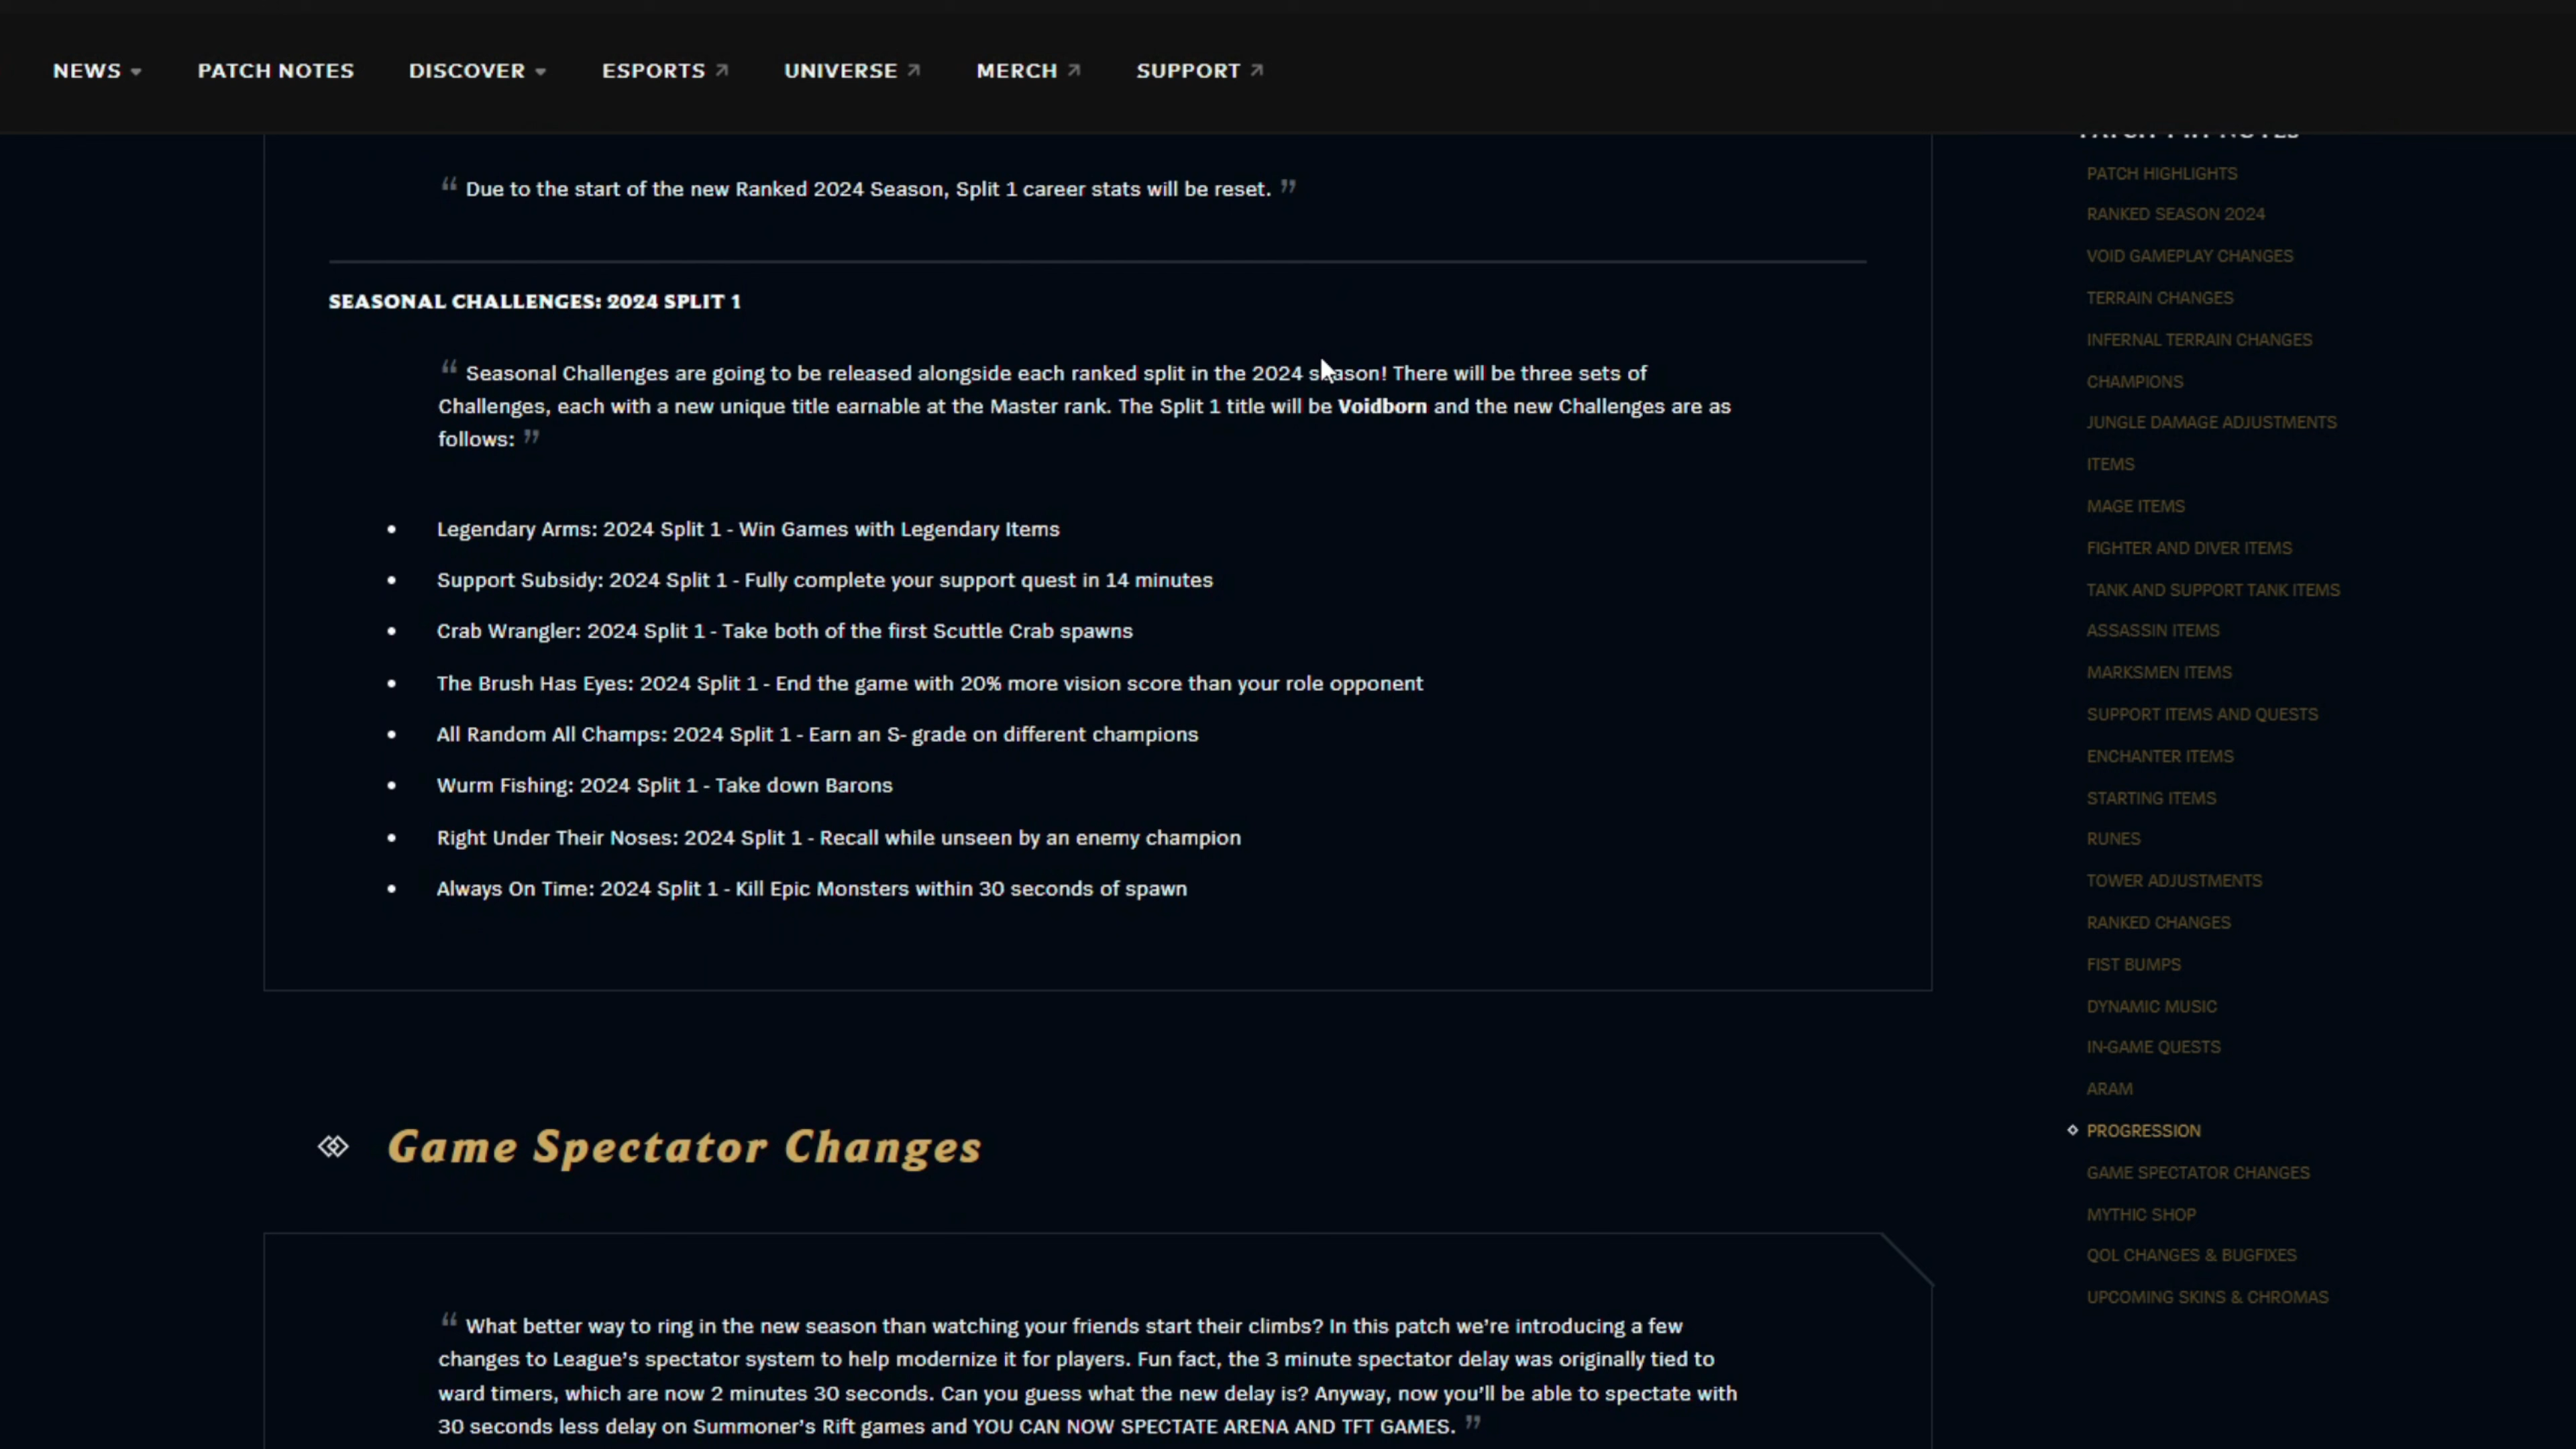 NEWS PATCH NOTES DISCOVER ESPORTS UNIVERSE MERCH SUPPORT
“ Due to the start of the new Ranked 2024 Season, Split 1 career stats will be reset. ”
SEASONAL CHALLENGES: 2024 SPLIT 1
“ Seasonal Challenges are going to be released alongside each ranked split in the 2024 season! There will be three sets of
Challenges, each with a new unique title earnable at the Master rank. The Split 1 title will be Voidborn and the new Challenges are as
follows: ”
• Legendary Arms: 2024 Split 1 - Win Games with Legendary Items
• Support Subsidy: 2024 Split 1 - Fully complete your support quest in 14 minutes
• Crab Wrangler: 2024 Split 1 - Take both of the first Scuttle Crab spawns
• The Brush Has Eyes: 2024 Split 1 - End the game with 20% more vision score than your role opponent
• All Random All Champs: 2024 Split 1 - Earn an S- grade on different champions
• Wurm Fishing: 2024 Split 1 - Take down Barons
• Right Under Their Noses: 2024 Split 1 - Recall while unseen by an enemy champion
• Always On Time: 2024 Split 1 - Kill Epic Monsters within 30 seconds of spawn
Game Spectator Changes
“ What better way to ring in the new season than watching your friends start their climbs? In this patch we’re introducing a few
changes to League’s spectator system to help modernize it for players. Fun fact, the 3 minute spectator delay was originally tied to
ward timers, which are now 2 minutes 30 seconds. Can you guess what the new delay is? Anyway, now you’ll be able to spectate with
30 seconds less delay on Summoner’s Rift games and YOU CAN NOW SPECTATE ARENA AND TFT GAMES. ”
PATCH HIGHLIGHTS
RANKED SEASON 2024
VOID GAMEPLAY CHANGES
TERRAIN CHANGES
INFERNAL TERRAIN CHANGES
CHAMPIONS
JUNGLE DAMAGE ADJUSTMENTS
ITEMS
MAGE ITEMS
FIGHTER AND DIVER ITEMS
TANK AND SUPPORT TANK ITEMS
ASSASSIN ITEMS
MARKSMEN ITEMS
SUPPORT ITEMS AND QUESTS
ENCHANTER ITEMS
STARTING ITEMS
RUNES
TOWER ADJUSTMENTS
RANKED CHANGES
FIST BUMPS
DYNAMIC MUSIC
IN-GAME QUESTS
ARAM
PROGRESSION
GAME SPECTATOR CHANGES
MYTHIC SHOP
QOL CHANGES & BUGFIXES
UPCOMING SKINS & CHROMAS